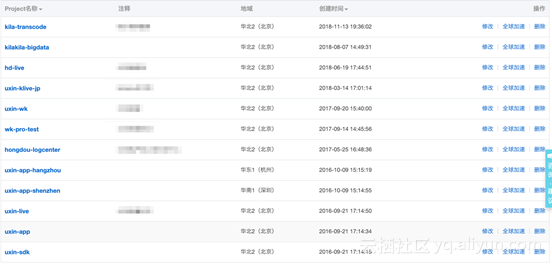 Project名称 注释 地域 创建时间 操作
kila-transcode 华北2（北京） 2018-11-13 19:36:02 修改 全球加速 删除
kilakila-bigdata 华北2（北京） 2018-08-07 14:49:31 修改 全球加速 删除
hd-live 华北2（北京） 2018-06-19 17:44:51 修改 全球加速 删除
uxin-klive-jp 华北2（北京） 2018-03-14 17:01:14 修改 全球加速 删除
uxin-wk 华北2（北京） 2017-09-20 15:40:00 修改 全球加速 删除
wk-pro-test 华北2（北京） 2017-09-14 14:45:56 修改 全球加速 删除
hongdou-logcenter 华北2（北京） 2017-05-25 16:48:36 修改 全球加速 删除
uxin-app-hangzhou 华东1（杭州） 2016-10-09 15:15:19 修改 全球加速 删除
uxin-app-shenzhen 华南1（深圳） 2016-10-09 15:14:55 修改 全球加速 删除
uxin-live 华北2（北京） 2016-09-21 17:14:50 修改 全球加速 删除
uxin-app 华北2（北京） 2016-09-21 17:14:34 修改 全球加速 删除
uxin-sdk 华北2（北京） 2016-09-21 17:14:18 修改 全球加速 删除
云栖社区 yq.aliyun.com